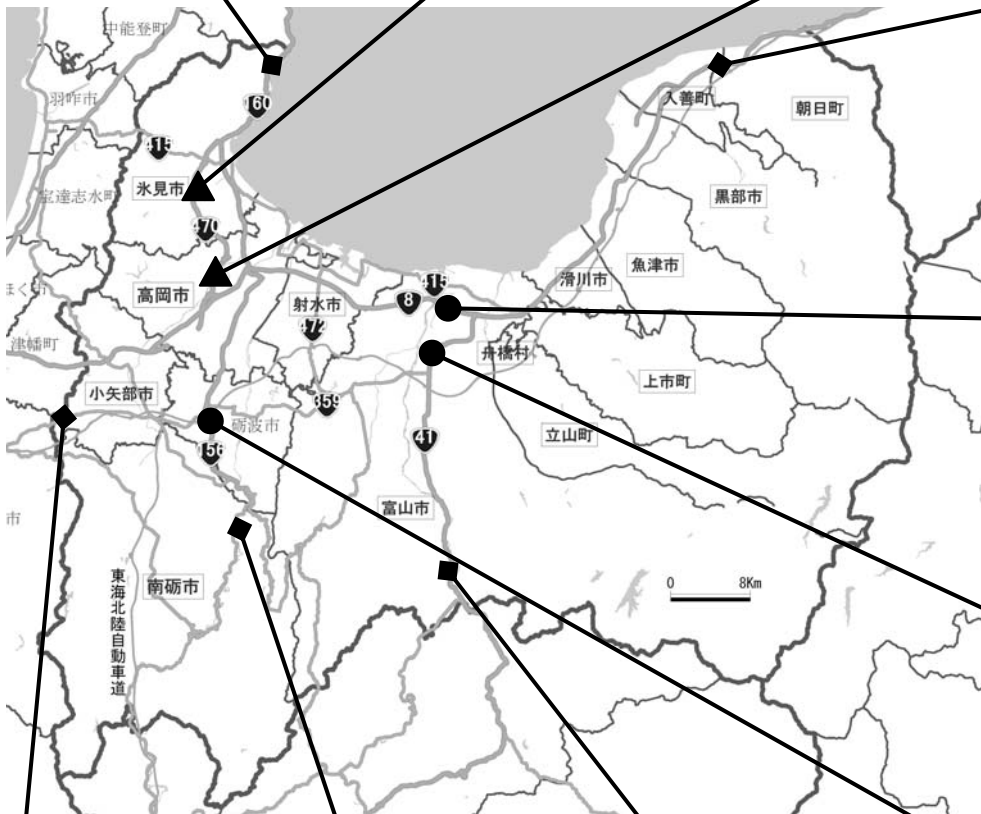 中能登町
羽咋市
160
415
入善町
朝日町
宝達志水町
氷見市
黒部市
470
魚津市
滑川市
415
8
高岡市
射水市
472
津幡町
舟橋村
上市町
小矢部市
359
砺波市
立山町
41
156
富山市
市
0 8Km
南砺市
東海北陸自動車道